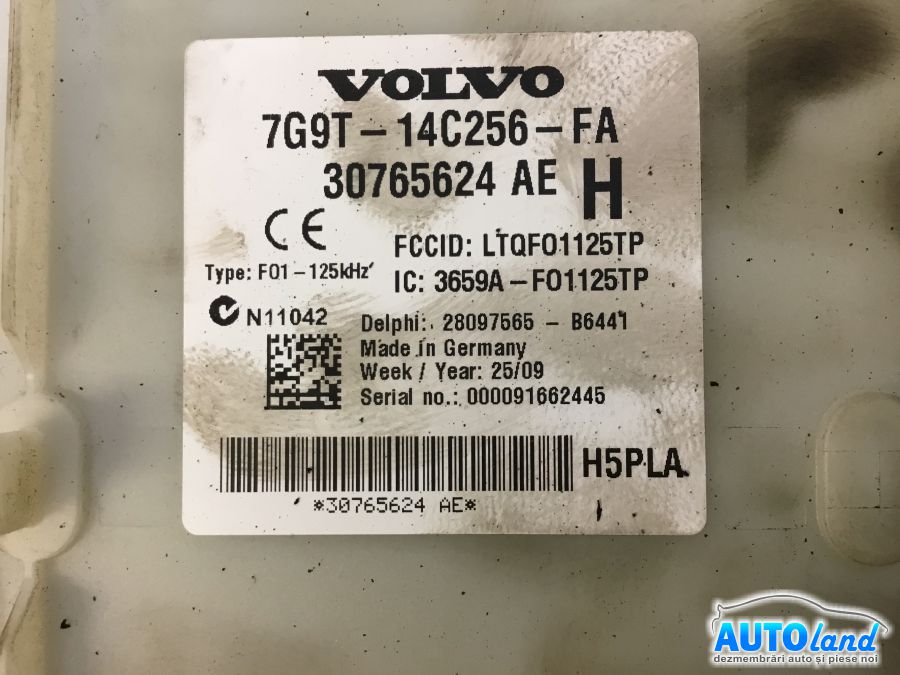 VOLVO
7G9T-14C256-FA
30765624 AE H
CE
FCCID: LTQFO1125TP
Type: FO1-125kHz
IC: 3659A-FO1125TP
N11042
Delphi: 28097565 - B6441
Made in Germany
Week / Year: 25/09
Serial no.: 000091662445
H5PLA
*30765624 AE*
AUTOland
dezmembrări auto și piese noi